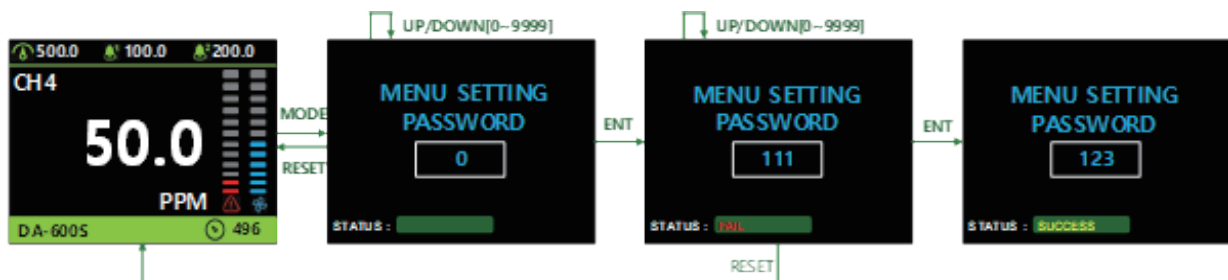 500.0 1 100.0 2 200.0
CH4
50.0
PPM
DA-600S 496
MODE
RESET
UP/DOWN[0~9999]
MENU SETTING
PASSWORD
0
STATUS :
ENT
UP/DOWN[0~9999]
MENU SETTING
PASSWORD
111
STATUS : FAIL
RESET
ENT
MENU SETTING
PASSWORD
123
STATUS : SUCCESS